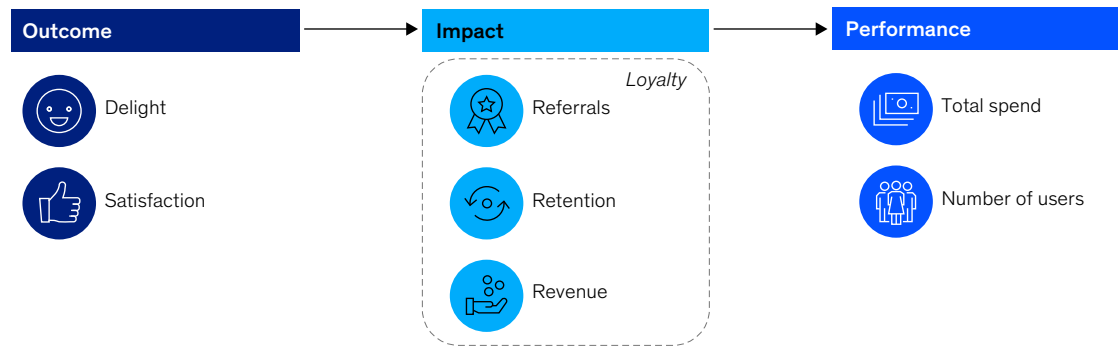 Outcome
Delight
Satisfaction
Impact
Loyalty
Referrals
Retention
Revenue
Performance
Total spend
Number of users